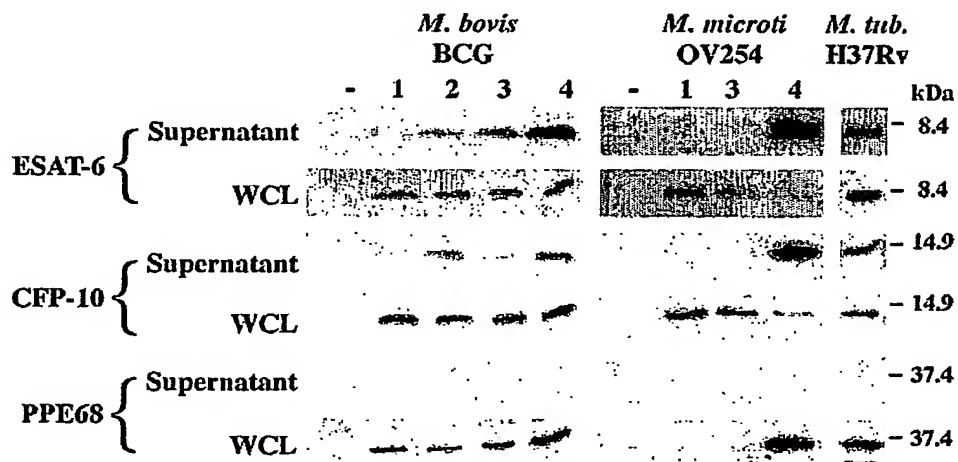 M. bovis M. microti M. tub.
BCG OV254 H37Rv
- 1 2 3 4 - 1 3 4 kDa
Supernatant - 8.4
ESAT-6
WCL - 8.4
Supernatant - 14.9
CFP-10
WCL - 14.9
Supernatant - 37.4
PPE68
WCL - 37.4